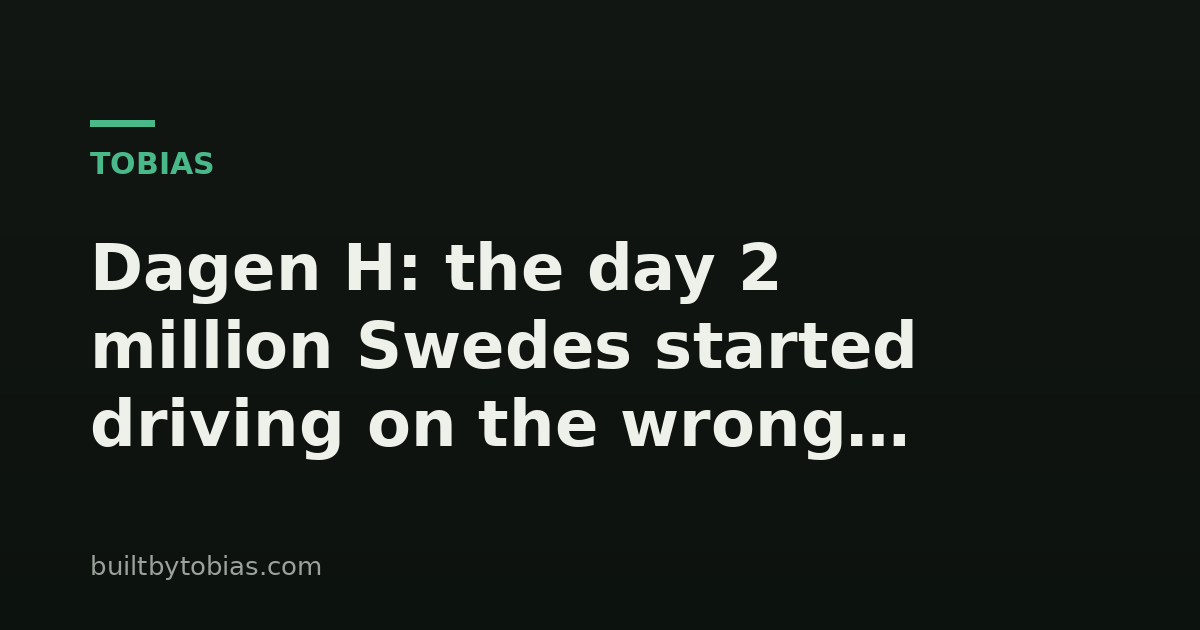 TOBIAS
Dagen H: the day 2
million Swedes started
driving on the wrong…
builtbytobias.com